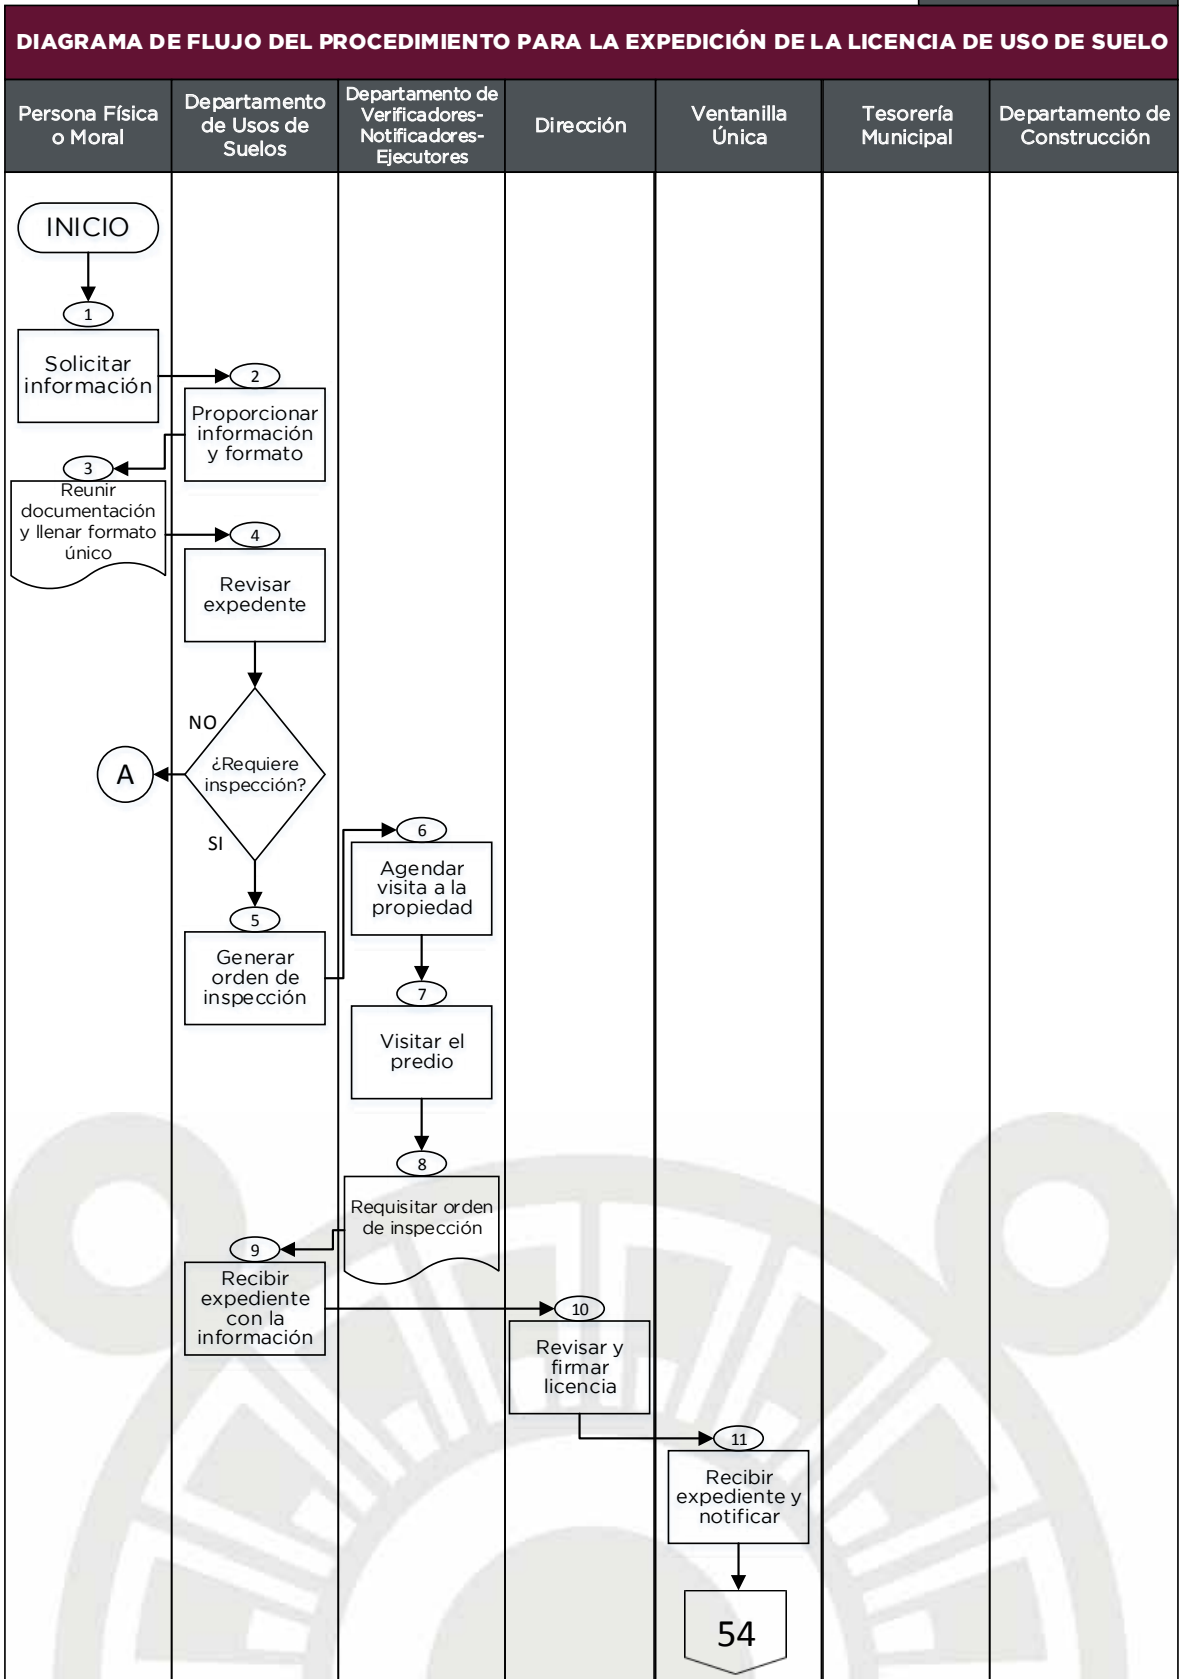 DIAGRAMA DE FLUJO DEL PROCEDIMIENTO PARA LA EXPEDICIÓN DE LA LICENCIA DE USO DE SUELO
Persona Física
o Moral
Departamento
de Usos de
Suelos
Departamento de
Verificadores-
Notificadores-
Ejecutores
Dirección
Ventanilla
Única
Tesorería
Municipal
Departamento de
Construcción
INICIO
1
Solicitar
información
2
Proporcionar
información
y formato
3
Reunir
documentación
y llenar formato
único
4
Revisar
expedente
NO
¿Requiere
inspección?
A
SI
5
Generar
orden de
inspección
6
Agendar
visita a la
propiedad
7
Visitar el
predio
8
Requisitar orden
de inspección
9
Recibir
expediente
con la
información
10
Revisar y
firmar
licencia
11
Recibir
expediente y
notificar
54